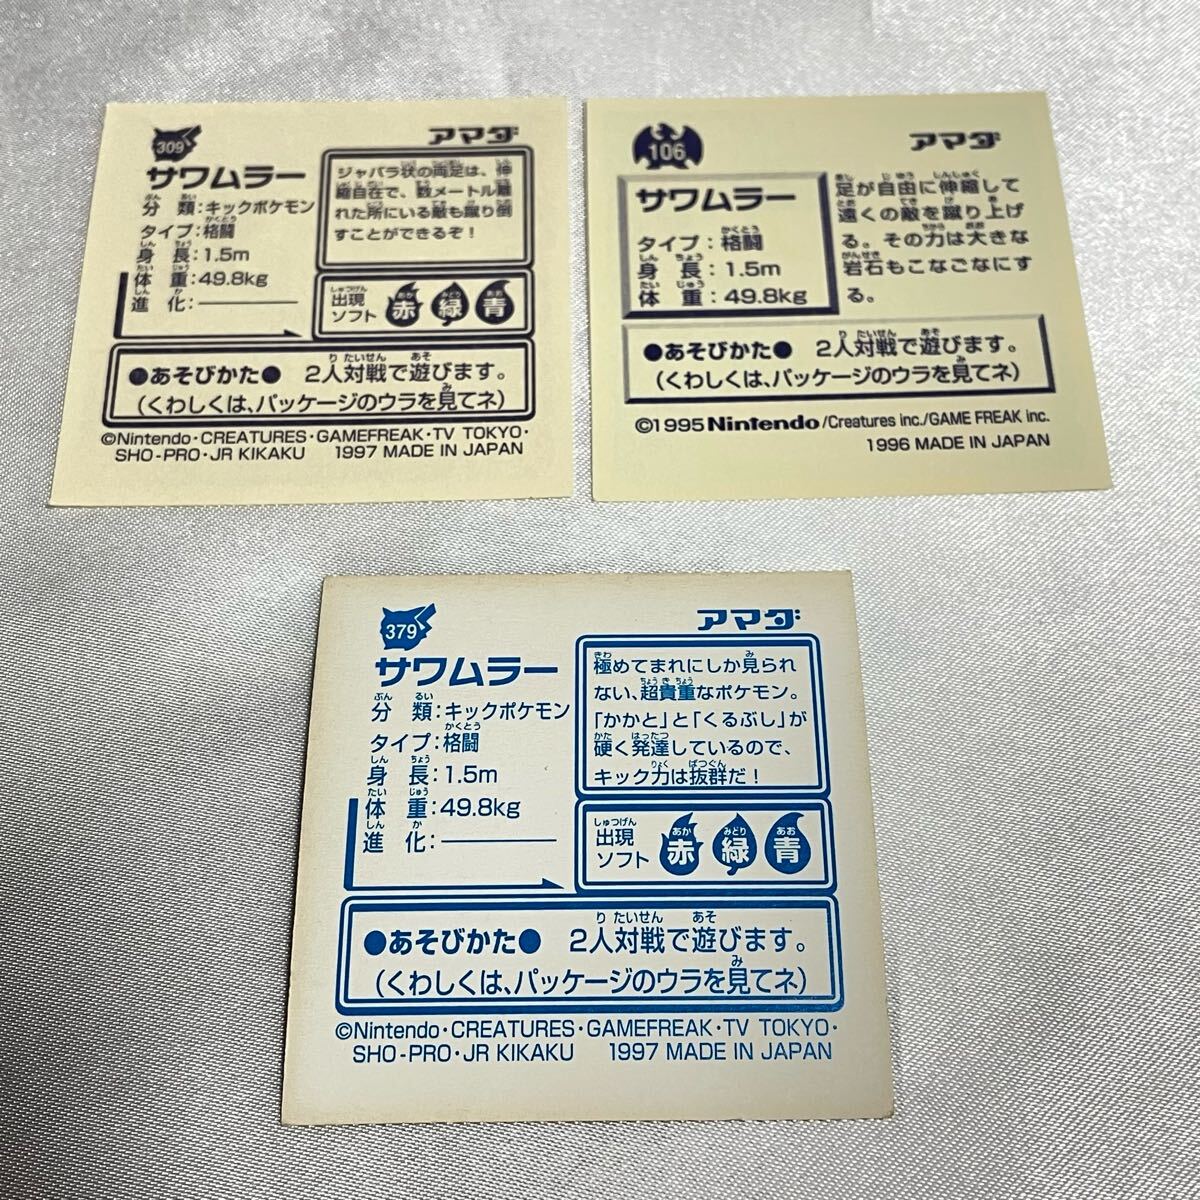 309
アマダ
サワムラー
分類:キックポケモン
タイプ:格闘
身長:1.5m
体重:49.8kg
進化:————
ジャバラ状の両足は、伸
縮自在で、数メートル離
れた所にいる敵も蹴り倒
すことができるぞ!
出現
ソフト
赤 緑 青
●あそびかた● 2人対戦で遊びます。
(くわしくは、パッケージのウラを見てネ)
©Nintendo・CREATURES・GAMEFREAK・TV TOKYO・
SHO-PRO・JR KIKAKU 1997 MADE IN JAPAN
106
アマダ
サワムラー
タイプ:格闘
身長:1.5m
体重:49.8kg
足が自由に伸縮して
遠くの敵を蹴り上げ
る。その力は大きな
岩石もこなごなにす
る。
●あそびかた● 2人対戦で遊びます。
(くわしくは、パッケージのウラを見てネ)
©1995 Nintendo/Creatures inc./GAME FREAK inc.
1996 MADE IN JAPAN
379
アマダ
サワムラー
分類:キックポケモン
タイプ:格闘
身長:1.5m
体重:49.8kg
進化:————
極めてまれにしか見られ
ない、超貴重なポケモン。
「かかと」と「くるぶし」が
硬く発達しているので、
キック力は抜群だ!
出現
ソフト
赤 緑 青
●あそびかた● 2人対戦で遊びます。
(くわしくは、パッケージのウラを見てネ)
©Nintendo・CREATURES・GAMEFREAK・TV TOKYO・
SHO-PRO・JR KIKAKU 1997 MADE IN JAPAN